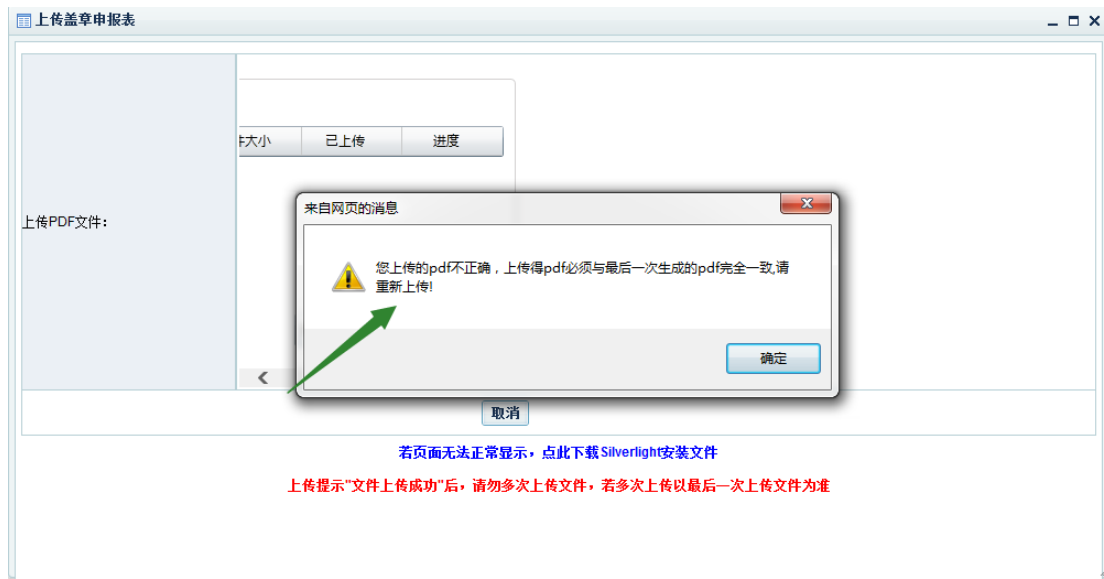 上传盖章申报表
件大小 已上传 进度
上传PDF文件：
来自网页的消息
您上传的pdf不正确，上传得pdf必须与最后一次生成的pdf完全一致,请
重新上传!
确定
取消
若页面无法正常显示，点此下载Silverlight安装文件
上传提示"文件上传成功"后，请勿多次上传文件，若多次上传以最后一次上传文件为准